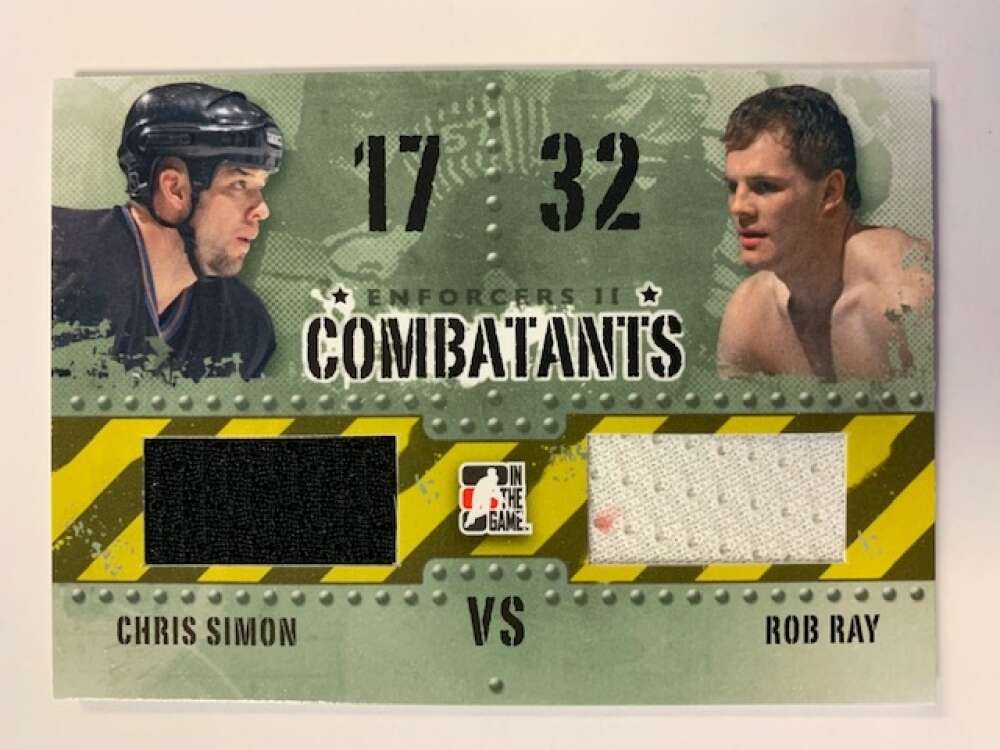 17 32
ENFORCERS II
COMBATANTS
IN
THE
GAME
CHRIS SIMON VS ROB RAY